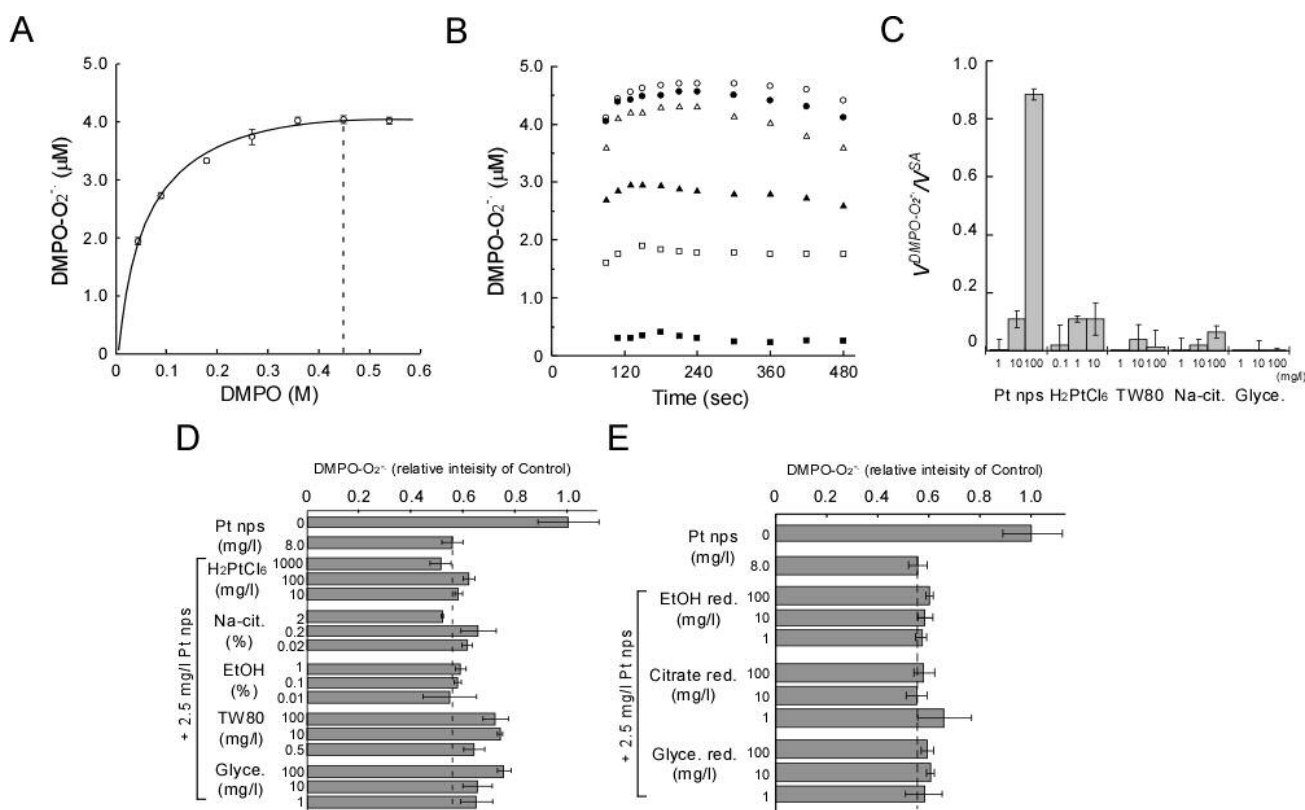 A
5.0
4.0
3.0
2.0
1.0
0
DMPO-O₂⁻· (μM)
0 0.1 0.2 0.3 0.4 0.5 0.6
DMPO (M)
B
5.0
4.0
3.0
2.0
1.0
0
DMPO-O₂⁻· (μM)
120 240 360 480
Time (sec)
C
1.0
0.8
0.6
0.4
0.2
0
V^DMPO-O₂⁻·/V^SA
1 10 100 0.1 1 10 1 10 100 1 10 100 1 10 100 (mg/l)
Pt nps H₂PtCl₆ TW80 Na-cit. Glyce.
D
DMPO-O₂⁻· (relative inteisity of Control)
0 0.2 0.4 0.6 0.8 1.0
Pt nps
(mg/l)
0
8.0
+ 2.5 mg/l Pt nps
H₂PtCl₆
(mg/l)
1000
100
10
Na-cit.
(%)
2
0.2
0.02
EtOH
(%)
1
0.1
0.01
TW80
(mg/l)
100
10
0.5
Glyce.
(mg/l)
100
10
1
E
DMPO-O₂⁻· (relative inteisity of Control)
0 0.2 0.4 0.6 0.8 1.0
Pt nps
(mg/l)
0
8.0
+ 2.5 mg/l Pt nps
EtOH red.
(mg/l)
100
10
1
Citrate red.
(mg/l)
100
10
1
Glyce. red.
(mg/l)
100
10
1